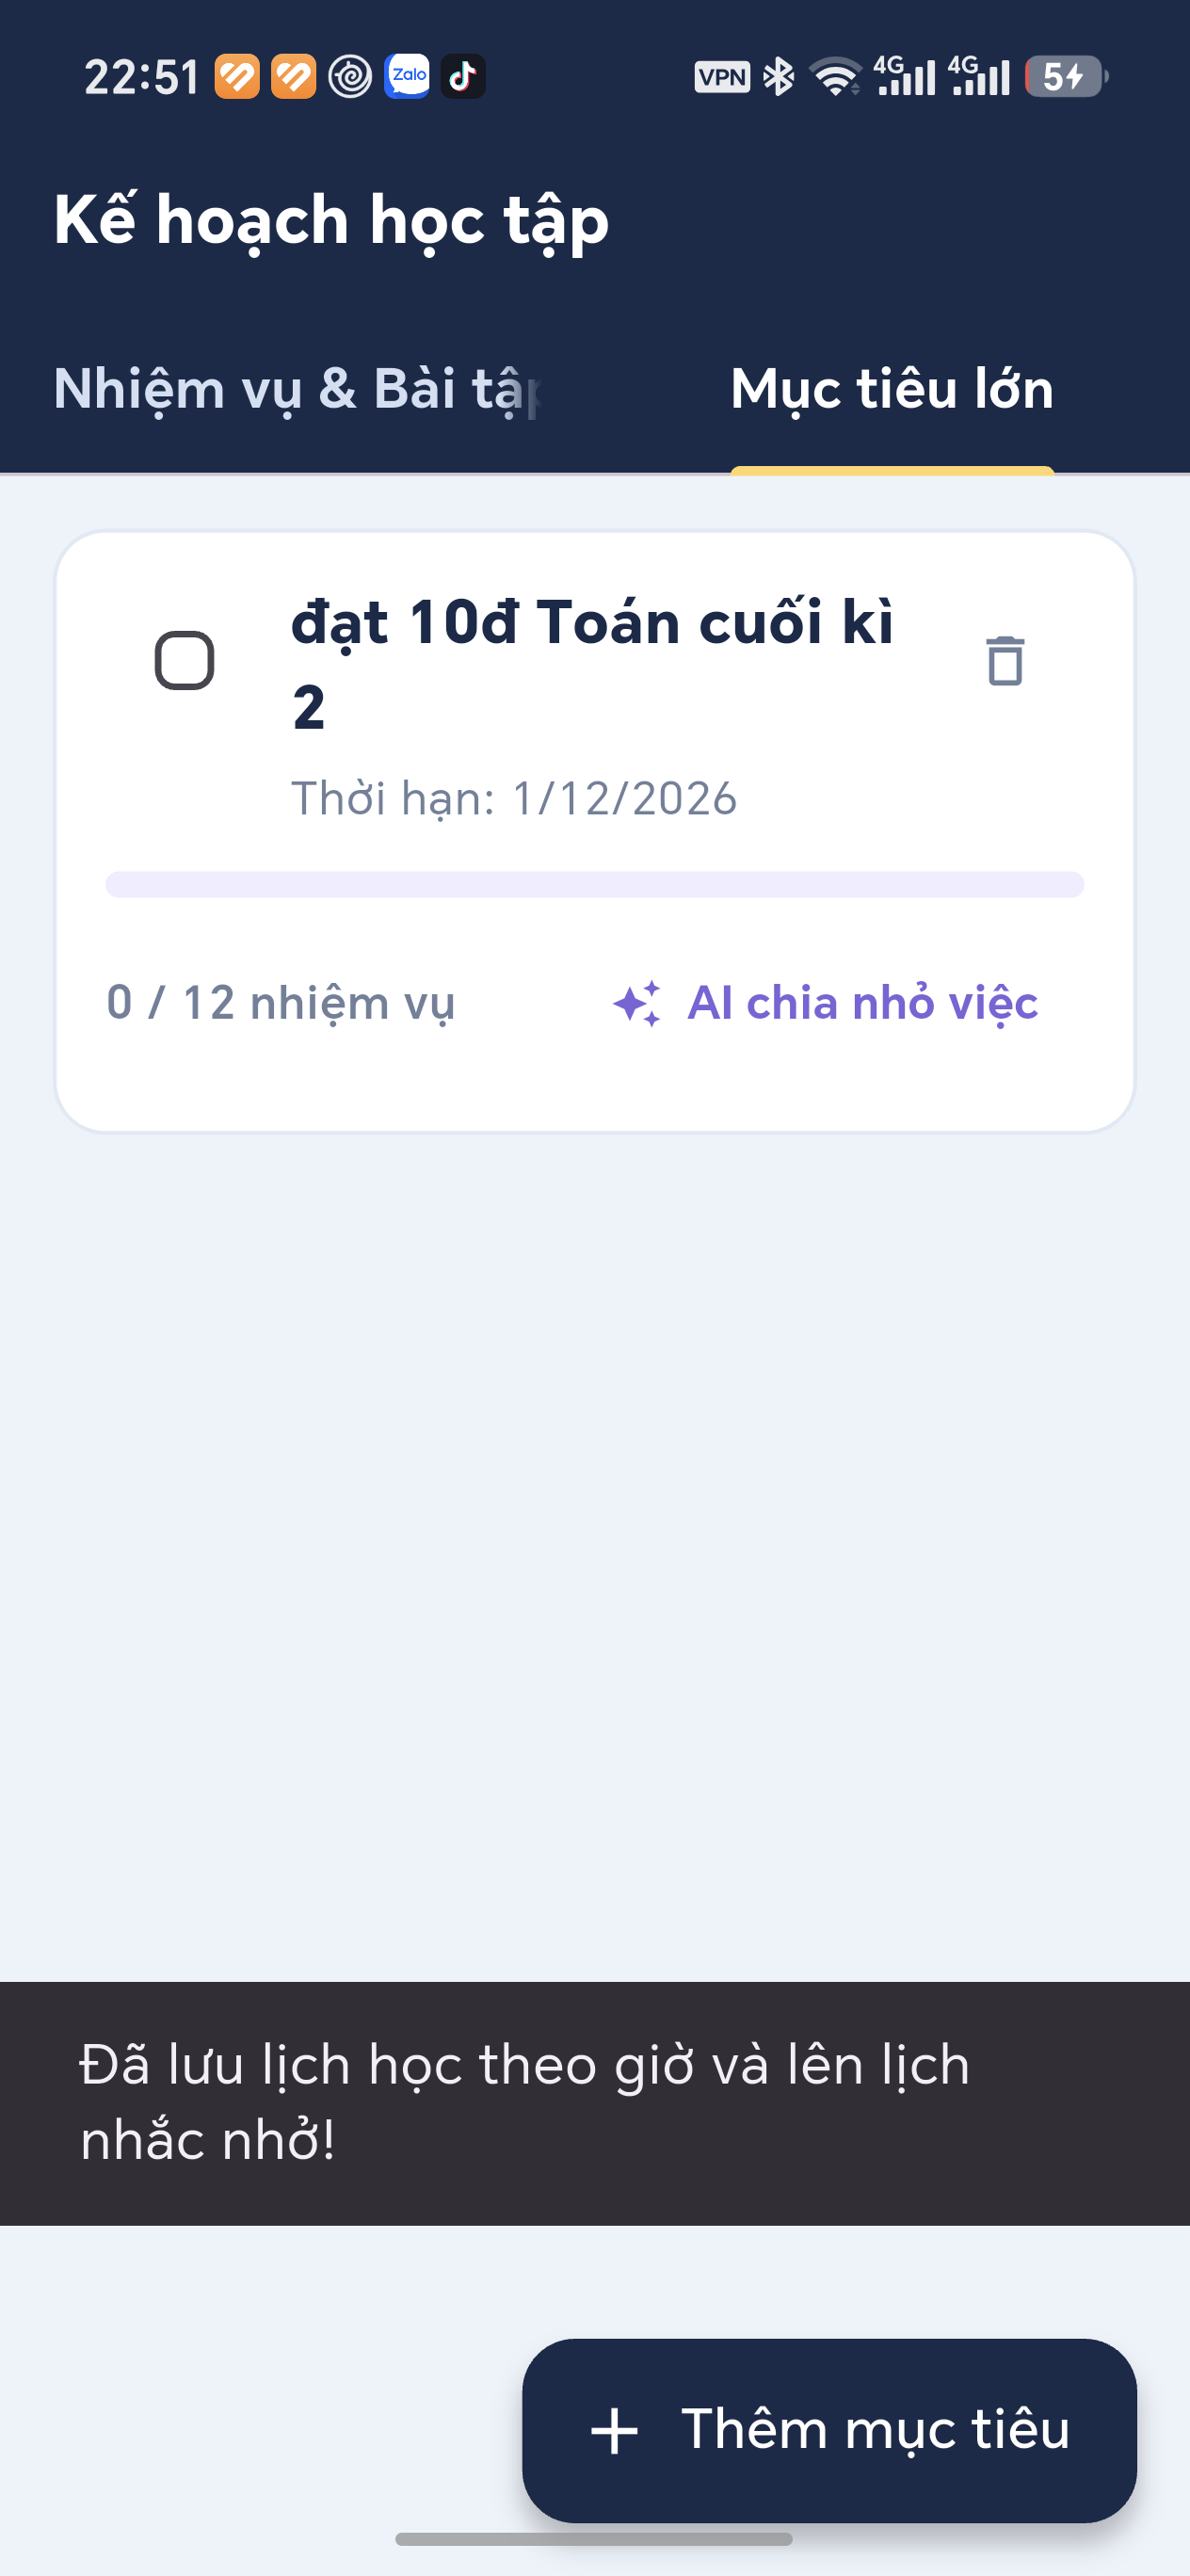 22:51 Zalo VPN 4G 4G 5
Kế hoạch học tập
Nhiệm vụ & Bài tập Mục tiêu lớn
đạt 10đ Toán cuối kì
2
Thời hạn: 1/12/2026
0 / 12 nhiệm vụ AI chia nhỏ việc
Đã lưu lịch học theo giờ và lên lịch
nhắc nhở!
+ Thêm mục tiêu